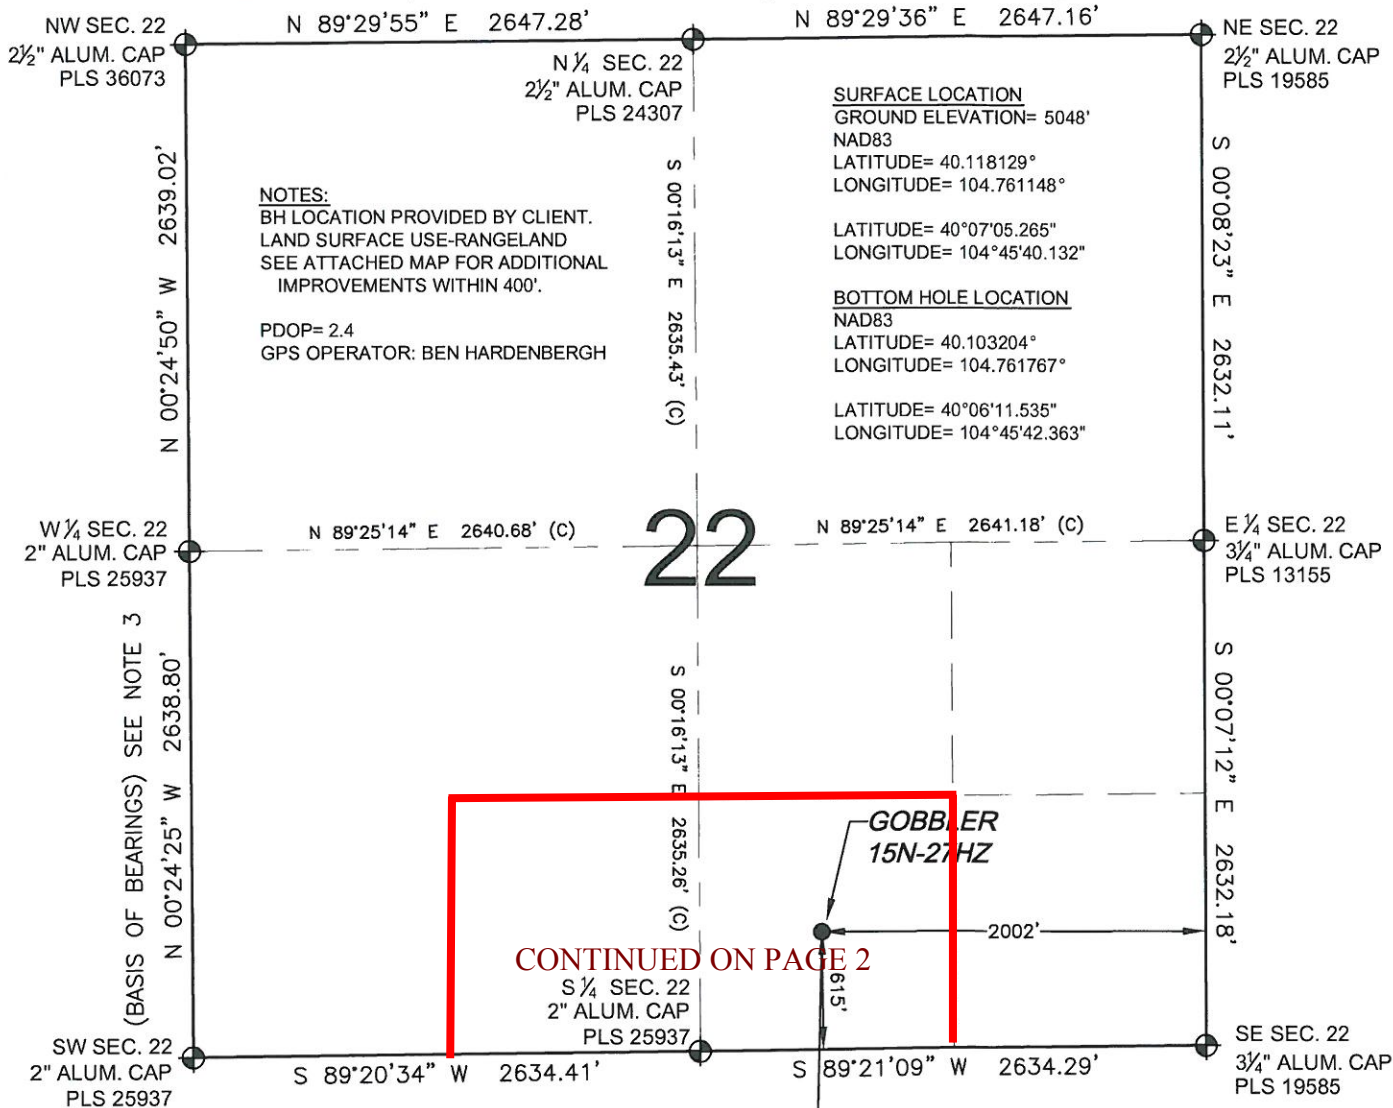 N 89°29'55" E 2647.28'
N 89°29'36" E 2647.16'
NW SEC. 22
2½" ALUM. CAP
PLS 36073
N ¼ SEC. 22
2½" ALUM. CAP
PLS 24307
NE SEC. 22
2½" ALUM. CAP
PLS 19585
SURFACE LOCATION
GROUND ELEVATION= 5048'
NAD83
LATITUDE= 40.118129°
LONGITUDE= 104.761148°
LATITUDE= 40°07'05.265"
LONGITUDE= 104°45'40.132"
BOTTOM HOLE LOCATION
NAD83
LATITUDE= 40.103204°
LONGITUDE= 104.761767°
LATITUDE= 40°06'11.535"
LONGITUDE= 104°45'42.363"
NOTES:
BH LOCATION PROVIDED BY CLIENT.
LAND SURFACE USE-RANGELAND
SEE ATTACHED MAP FOR ADDITIONAL
IMPROVEMENTS WITHIN 400'.
PDOP= 2.4
GPS OPERATOR: BEN HARDENBERGH
N 00°24'50" W 2639.02'
S 00°16'13" E 2635.43' (C)
S 00°08'23" E 2632.11'
W ¼ SEC. 22
2" ALUM. CAP
PLS 25937
N 89°25'14" E 2640.68' (C)
22
N 89°25'14" E 2641.18' (C)
E ¼ SEC. 22
3¼" ALUM. CAP
PLS 13155
(BASIS OF BEARINGS) SEE NOTE 3
N 00°24'25" W 2638.80'
S 00°16'13" E 2635.26' (C)
S 00°07'12" E 2632.18'
GOBBLER
15N-27HZ
2002'
615'
CONTINUED ON PAGE 2
S ¼ SEC. 22
2" ALUM. CAP
PLS 25937
SW SEC. 22
2" ALUM. CAP
PLS 25937
S 89°20'34" W 2634.41'
S 89°21'09" W 2634.29'
SE SEC. 22
3¼" ALUM. CAP
PLS 19585